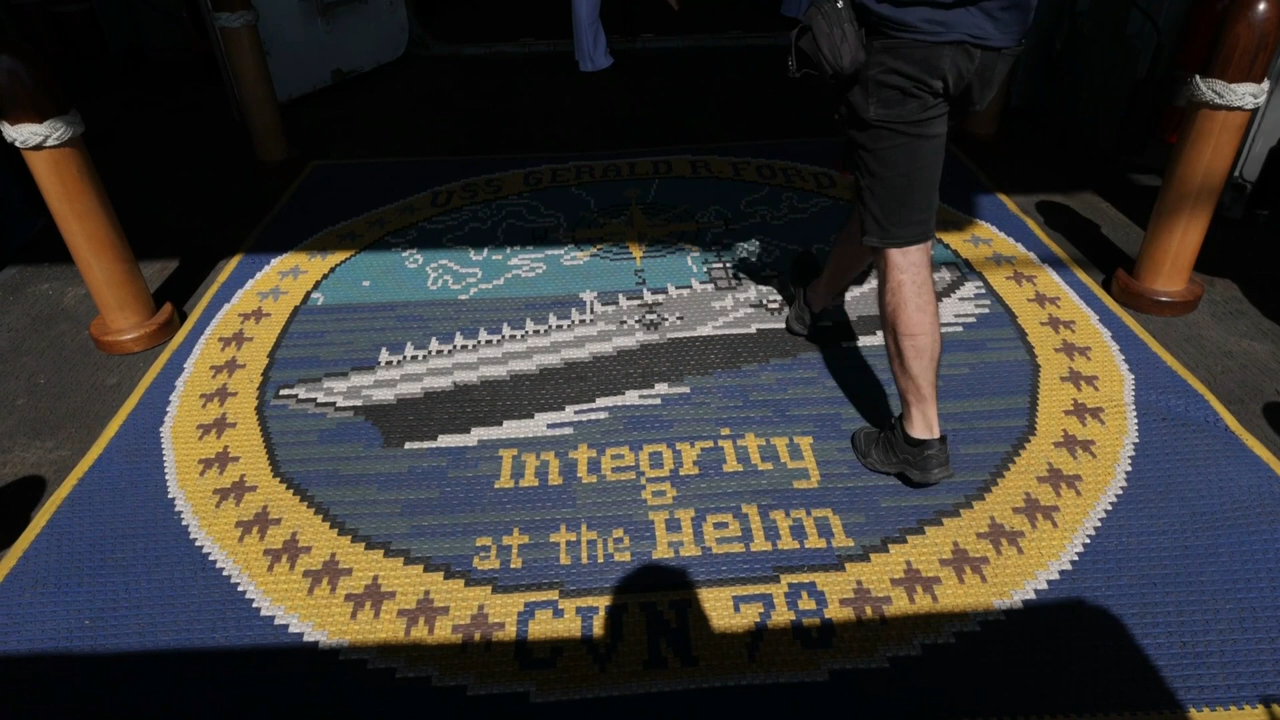 USS GERALD R. FORD
Integrity
at the Helm
CVN 78